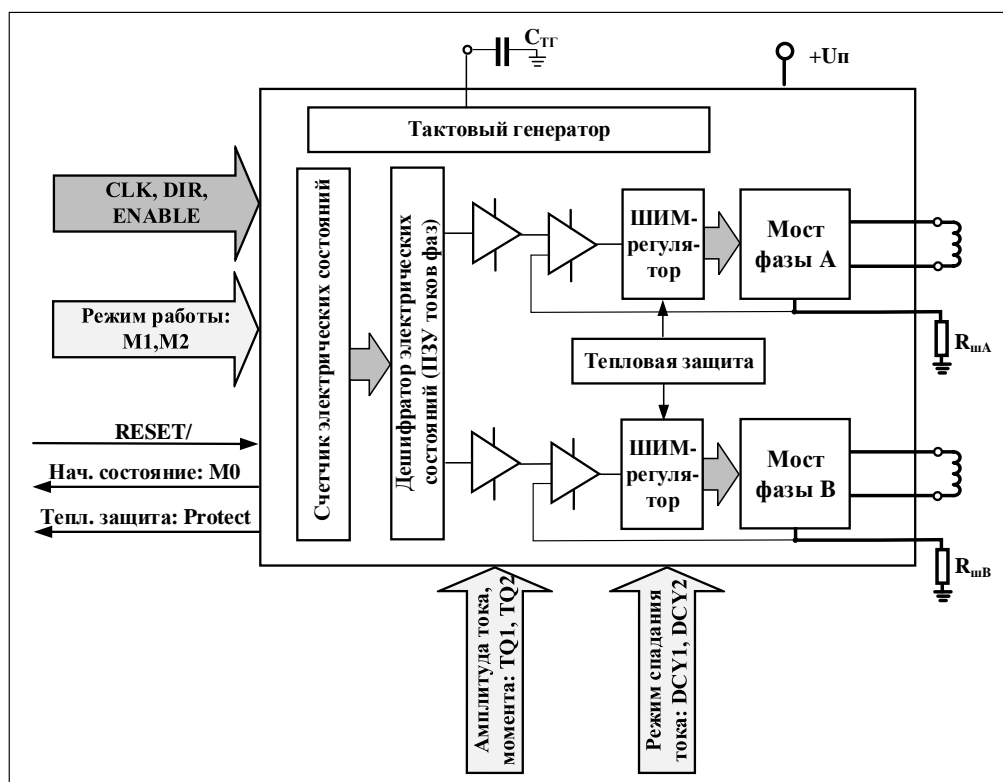 CТГ
+Uп
Тактовый генератор
CLK, DIR,
ENABLE
Режим работы:
M1,M2
RESET/
Нач. состояние: M0
Тепл. защита: Protect
Счетчик электрических состояний
Дешифратор электрических
состояний (ПЗУ токов фаз)
ШИМ-
регуля-
тор
Мост
фазы А
RшА
Тепловая защита
ШИМ-
регуля-
тор
Мост
фазы В
RшВ
Амплитуда тока,
момента: TQ1, TQ2
Режим спадания
тока: DCY1, DCY2